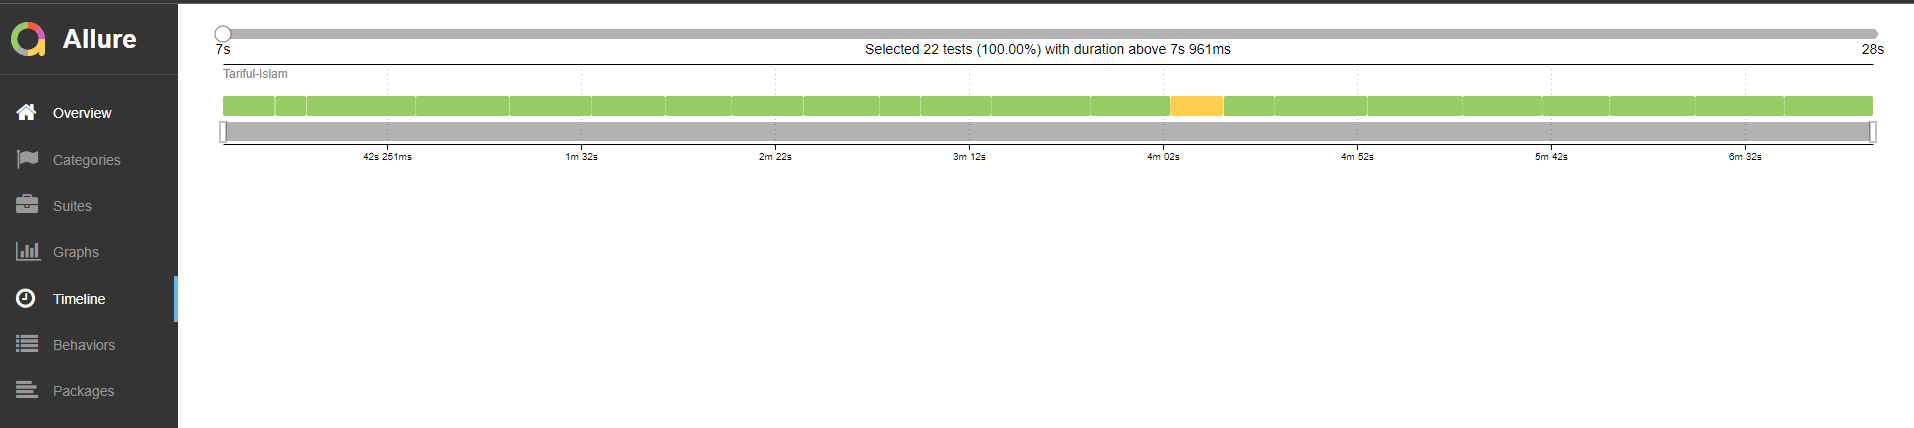 Allure
Overview
Categories
Suites
Graphs
Timeline
Behaviors
Packages
7s Selected 22 tests (100.00%) with duration above 7s 961ms 28s
Tariful-Islam
42s 251ms 1m 32s 2m 22s 3m 12s 4m 02s 4m 52s 5m 42s 6m 32s